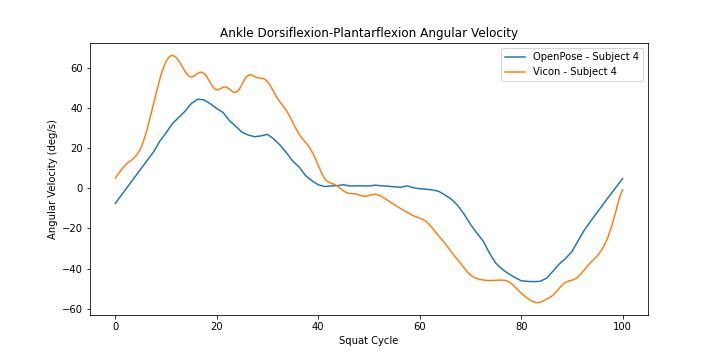 Ankle Dorsiflexion-Plantarflexion Angular Velocity
OpenPose - Subject 4
Vicon - Subject 4
Angular Velocity (deg/s)
60
40
20
0
−20
−40
−60
0 20 40 60 80 100
Squat Cycle